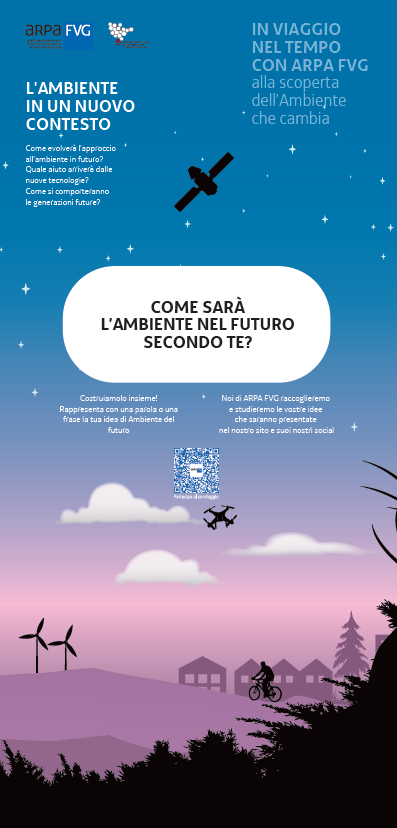 arpa FVG
IN VIAGGIO
NEL TEMPO
CON ARPA FVG
alla scoperta
dell'Ambiente
che cambia
L'AMBIENTE
IN UN NUOVO
CONTESTO
Come evolverà l'approccio
all'ambiente in futuro?
Quale aiuto arriverà dalle
nuove tecnologie?
Come si comporteranno
le generazioni future?
COME SARÀ
L'AMBIENTE NEL FUTURO
SECONDO TE?
Costruiamolo insieme!
Rappresenta con una parola o una
frase la tua idea di Ambiente del
futuro
Noi di ARPA FVG raccoglieremo
e studieremo le vostre idee
che saranno presentate
nel nostro sito e suoi nostri social
Partecipa al sondaggio